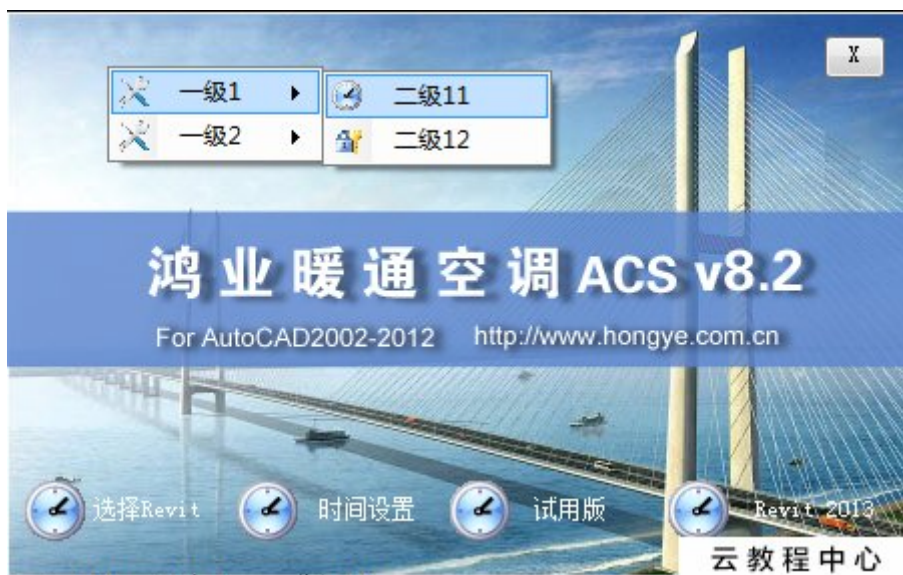 X
一级1
二级11
一级2
二级12
鸿业暖通空调 ACS v8.2
For AutoCAD2002-2012 http://www.hongye.com.cn
选择Revit 时间设置 试用版 Revit 2013
云教程中心